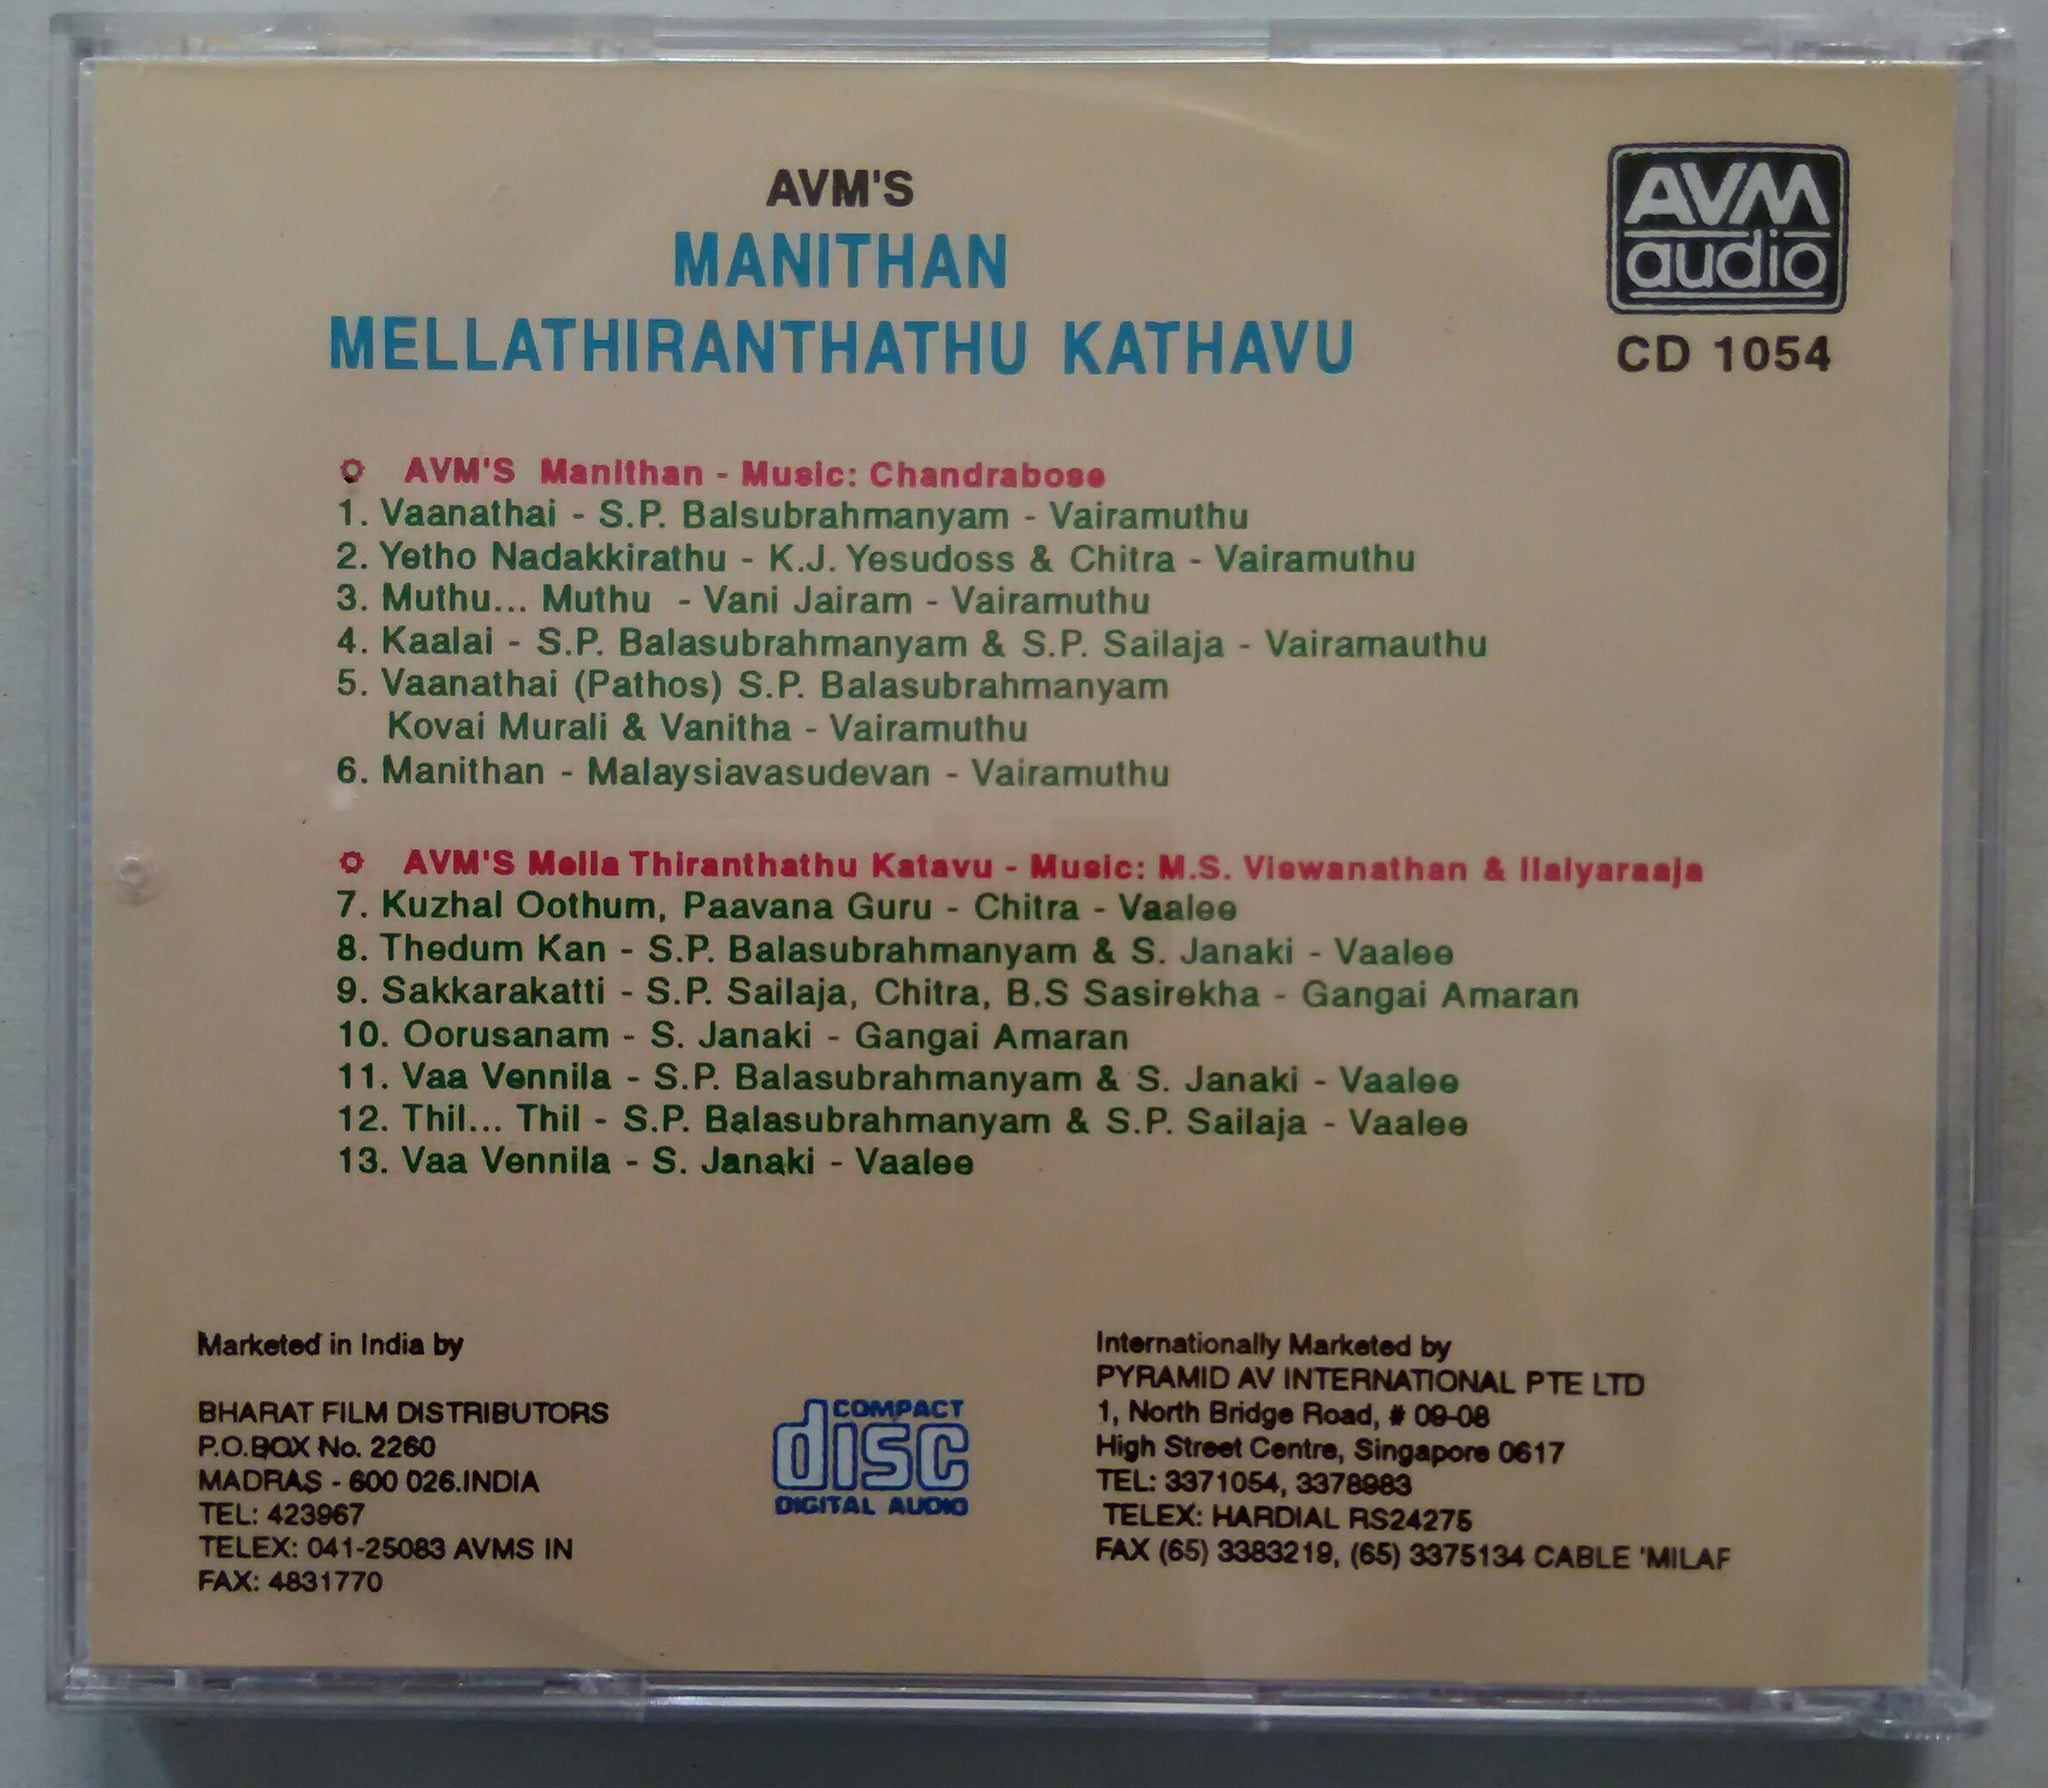 AVM'S
MANITHAN
MELLATHIRANTHATHU KATHAVU
AVM
audio
CD 1054
AVM'S Manithan - Music: Chandrabose
1. Vaanathai - S.P. Balsubrahmanyam - Vairamuthu
2. Yetho Nadakkirathu - K.J. Yesudoss & Chitra - Vairamuthu
3. Muthu... Muthu - Vani Jairam - Vairamuthu
4. Kaalai - S.P. Balasubrahmanyam & S.P. Sailaja - Vairamauthu
5. Vaanathai (Pathos) S.P. Balasubrahmanyam
Kovai Murali & Vanitha - Vairamuthu
6. Manithan - Malaysiavasudevan - Vairamuthu
AVM'S Mella Thiranthathu Katavu - Music: M.S. Viswanathan & Ilaiyaraaja
7. Kuzhal Oothum, Paavana Guru - Chitra - Vaalee
8. Thedum Kan - S.P. Balasubrahmanyam & S. Janaki - Vaalee
9. Sakkarakatti - S.P. Sailaja, Chitra, B.S Sasirekha - Gangai Amaran
10. Oorusanam - S. Janaki - Gangai Amaran
11. Vaa Vennila - S.P. Balasubrahmanyam & S. Janaki - Vaalee
12. Thil... Thil - S.P. Balasubrahmanyam & S.P. Sailaja - Vaalee
13. Vaa Vennila - S. Janaki - Vaalee
Marketed in India by
BHARAT FILM DISTRIBUTORS
P.O.BOX No. 2260
MADRAS - 600 026.INDIA
TEL: 423967
TELEX: 041-25083 AVMS IN
FAX: 4831770
COMPACT
disc
DIGITAL AUDIO
Internationally Marketed by
PYRAMID AV INTERNATIONAL PTE LTD
1, North Bridge Road, # 09-08
High Street Centre, Singapore 0617
TEL: 3371054, 3378983
TELEX: HARDIAL RS24275
FAX (65) 3383219, (65) 3375134 CABLE 'MILAF